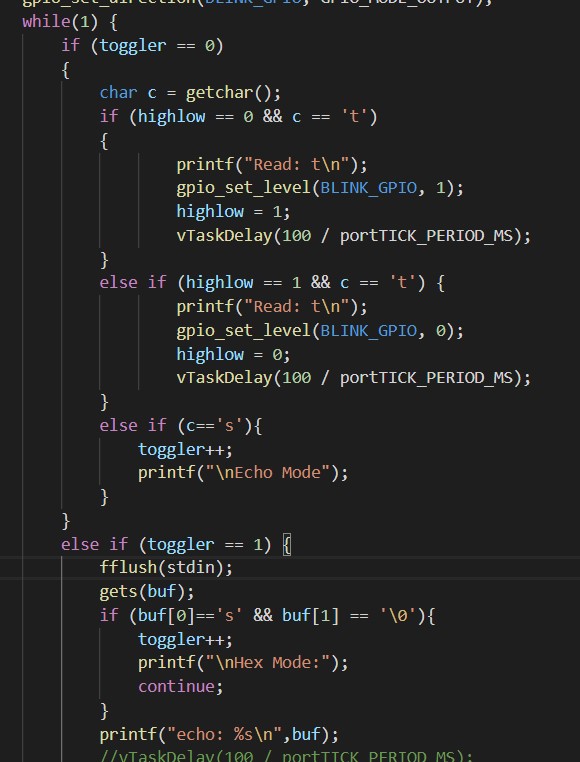 gpio_set_direction(BLINK_GPIO, GPIO_MODE_OUTPUT);
while(1) {
    if (toggler == 0)
    {
        char c = getchar();
        if (highlow == 0 && c == 't')
        {
                printf("Read: t\n");
                gpio_set_level(BLINK_GPIO, 1);
                highlow = 1;
                vTaskDelay(100 / portTICK_PERIOD_MS);
        }
        else if (highlow == 1 && c == 't') {
                printf("Read: t\n");
                gpio_set_level(BLINK_GPIO, 0);
                highlow = 0;
                vTaskDelay(100 / portTICK_PERIOD_MS);
        }
        else if (c=='s'){
            toggler++;
            printf("\nEcho Mode");
        }
    }
    else if (toggler == 1) {
        fflush(stdin);
        gets(buf);
        if (buf[0]=='s' && buf[1] == '\0'){
            toggler++;
            printf("\nHex Mode:");
            continue;
        }
        printf("echo: %s\n",buf);
        //vTaskDelay(100 / portTICK_PERIOD_MS);